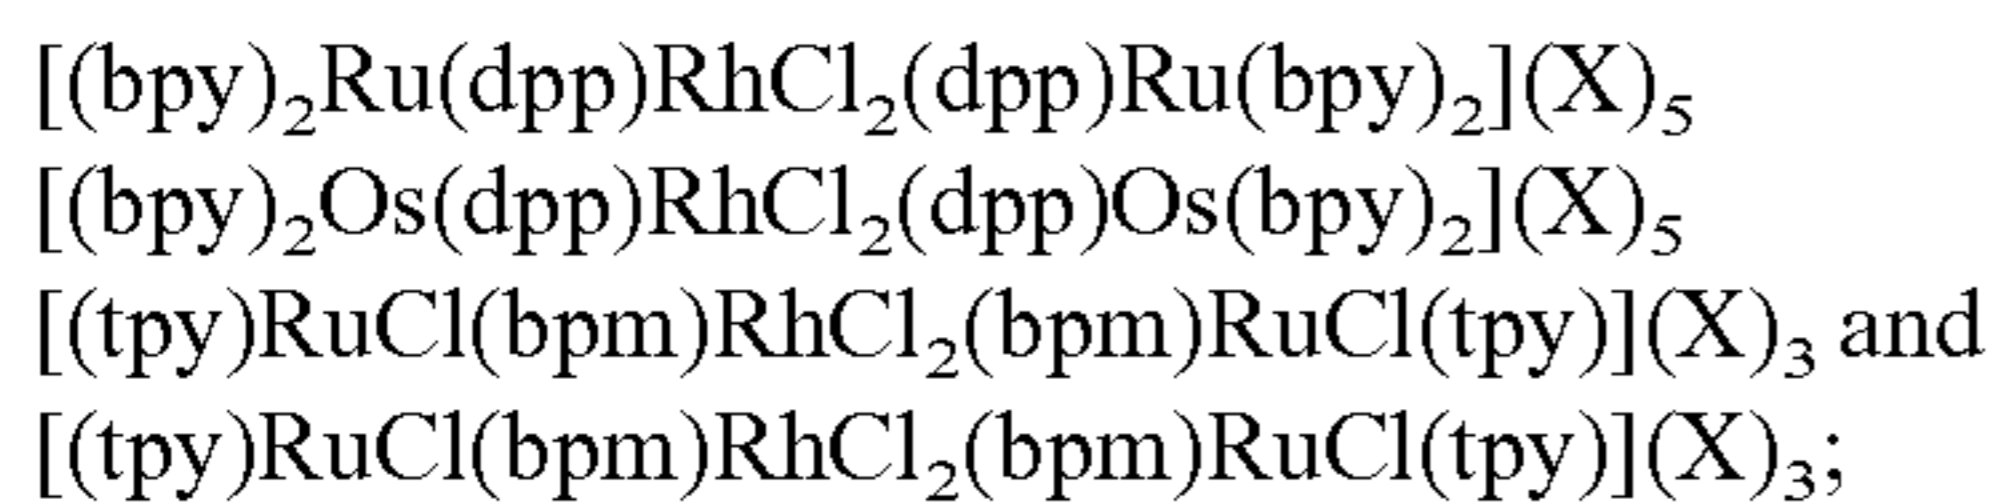 [(bpy)₂Ru(dpp)RhCl₂(dpp)Ru(bpy)₂](X)₅
[(bpy)₂Os(dpp)RhCl₂(dpp)Os(bpy)₂](X)₅
[(tpy)RuCl(bpm)RhCl₂(bpm)RuCl(tpy)](X)₃ and
[(tpy)RuCl(bpm)RhCl₂(bpm)RuCl(tpy)](X)₃;